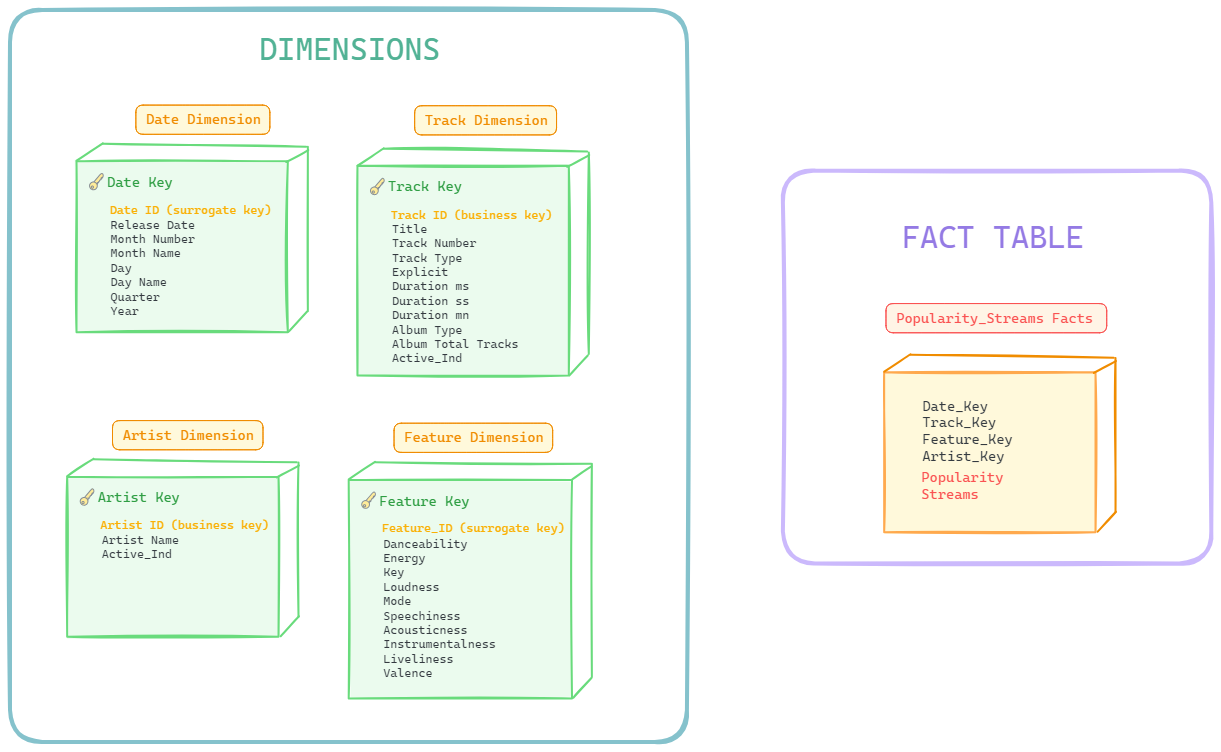 DIMENSIONS
Date Dimension
Date Key
Date ID (surrogate key)
Release Date
Month Number
Month Name
Day
Day Name
Quarter
Year
Track Dimension
Track Key
Track ID (business key)
Title
Track Number
Track Type
Explicit
Duration ms
Duration ss
Duration mn
Album Type
Album Total Tracks
Active_Ind
Artist Dimension
Artist Key
Artist ID (business key)
Artist Name
Active_Ind
Feature Dimension
Feature Key
Feature_ID (surrogate key)
Danceability
Energy
Key
Loudness
Mode
Speechiness
Acousticness
Instrumentalness
Liveliness
Valence
FACT TABLE
Popularity_Streams Facts
Date_Key
Track_Key
Feature_Key
Artist_Key
Popularity
Streams